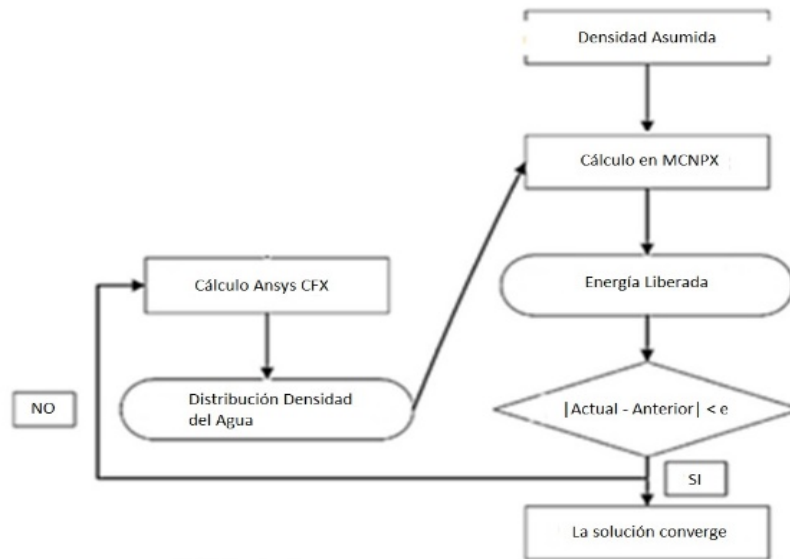 Densidad Asumida
Cálculo en MCNPX
Energía Liberada
|Actual - Anterior| < e
SI
La solución converge
NO
Cálculo Ansys CFX
Distribución Densidad
del Agua